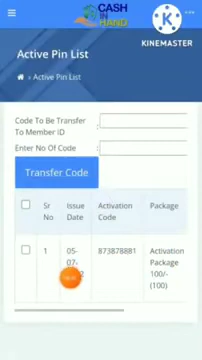 CASH
IN
HAND
KINEMASTER
Active Pin List
» Active Pin List
Code To Be Transfer
To Member ID :
Enter No Of Code :
Transfer Code
Sr No Issue Date Activation Code Package
1 05-07- 873878881 Activation Package 100/- (100)